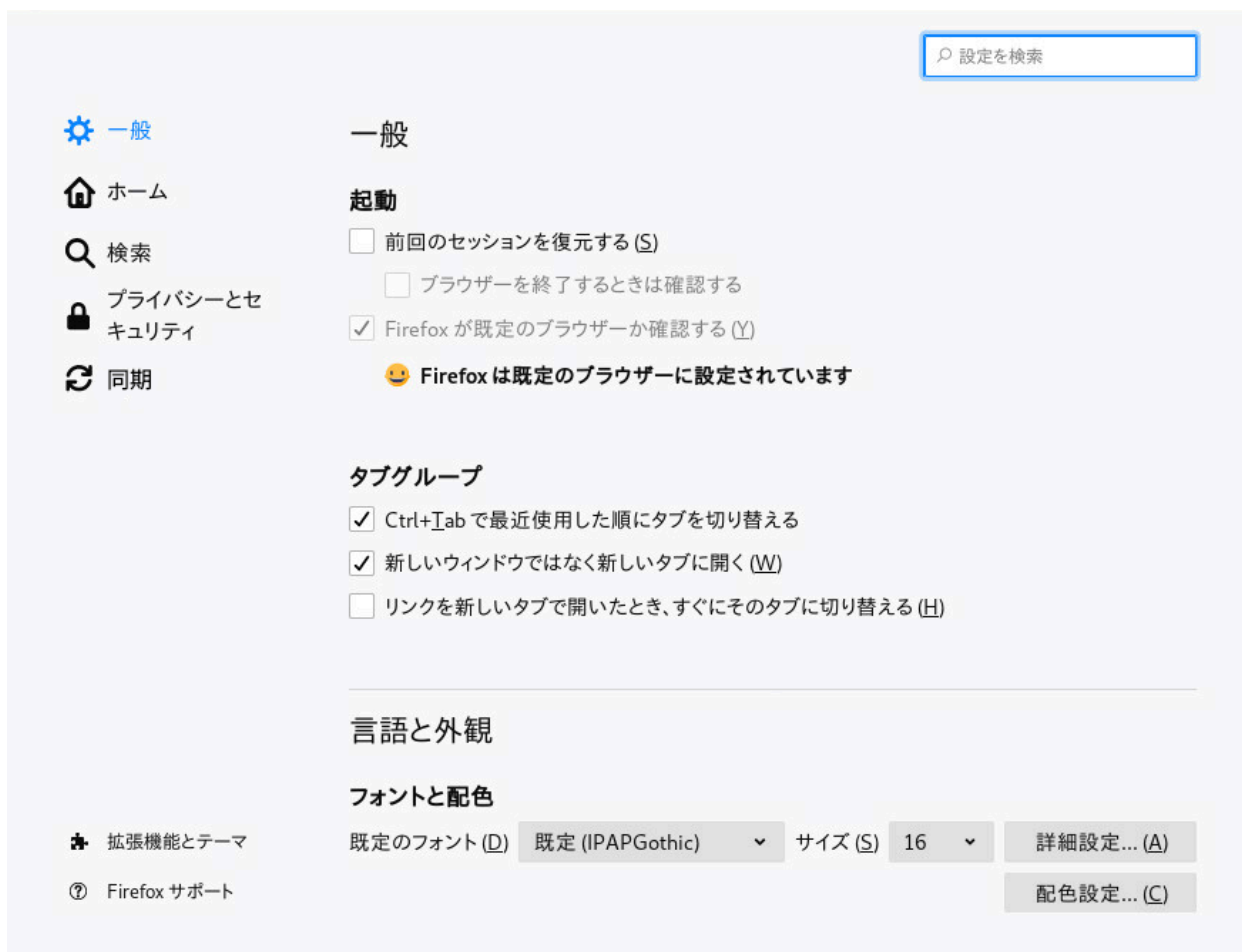 設定を検索
一般
ホーム
検索
プライバシーとセ
キュリティ
同期
拡張機能とテーマ
Firefox サポート
一般
起動
前回のセッションを復元する (S)
ブラウザーを終了するときは確認する
Firefox が既定のブラウザーか確認する (Y)
Firefox は既定のブラウザーに設定されています
タブグループ
Ctrl+Tab で最近使用した順にタブを切り替える
新しいウィンドウではなく新しいタブに開く (W)
リンクを新しいタブで開いたとき、すぐにそのタブに切り替える (H)
言語と外観
フォントと配色
既定のフォント (D) 既定 (IPAPGothic) サイズ (S) 16 詳細設定... (A)
配色設定... (C)